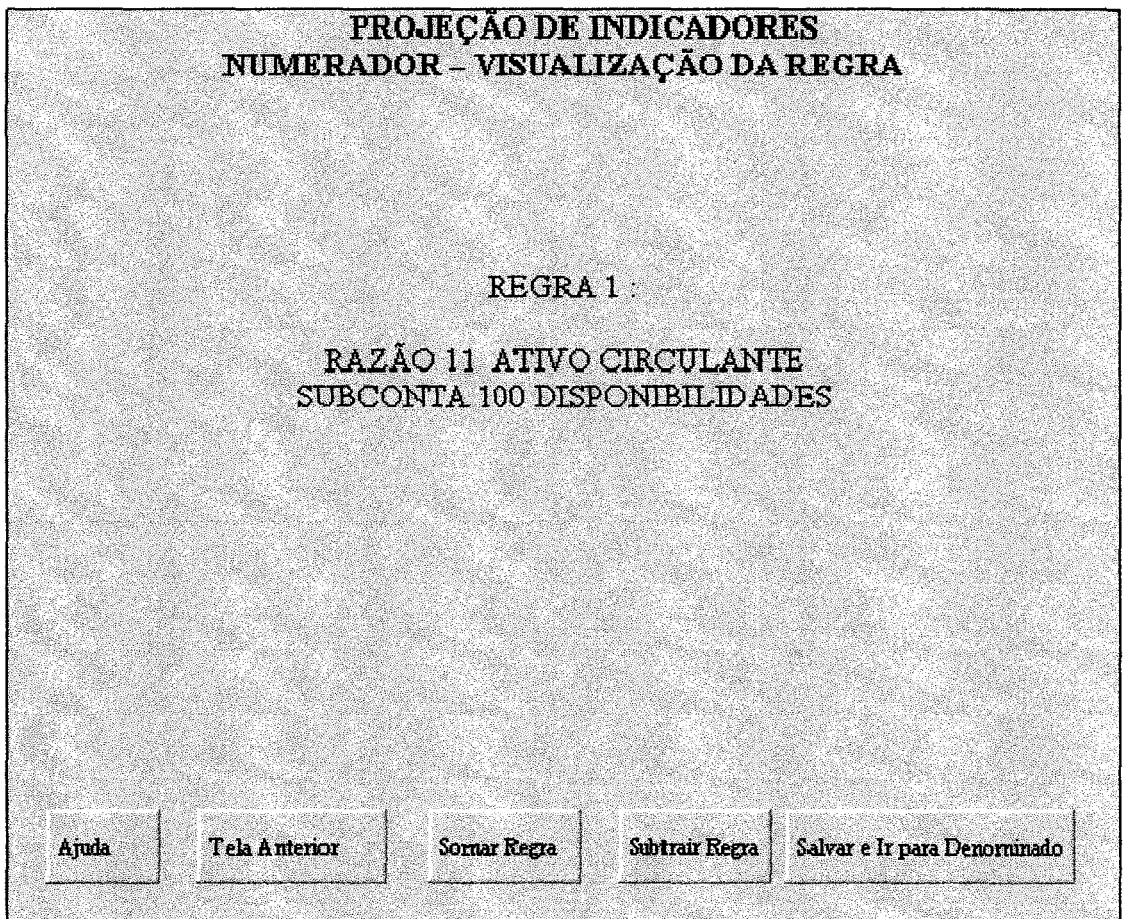 PROJEÇÃO DE INDICADORES
NUMERADOR – VISUALIZAÇÃO DA REGRA
REGRA 1 :
RAZÃO 11 ATIVO CIRCULANTE
SUBCONTA 100 DISPONIBILIDADES
Ajuda
Tela Anterior
Somar Regra
Subtrair Regra
Salvar e Ir para Denominado